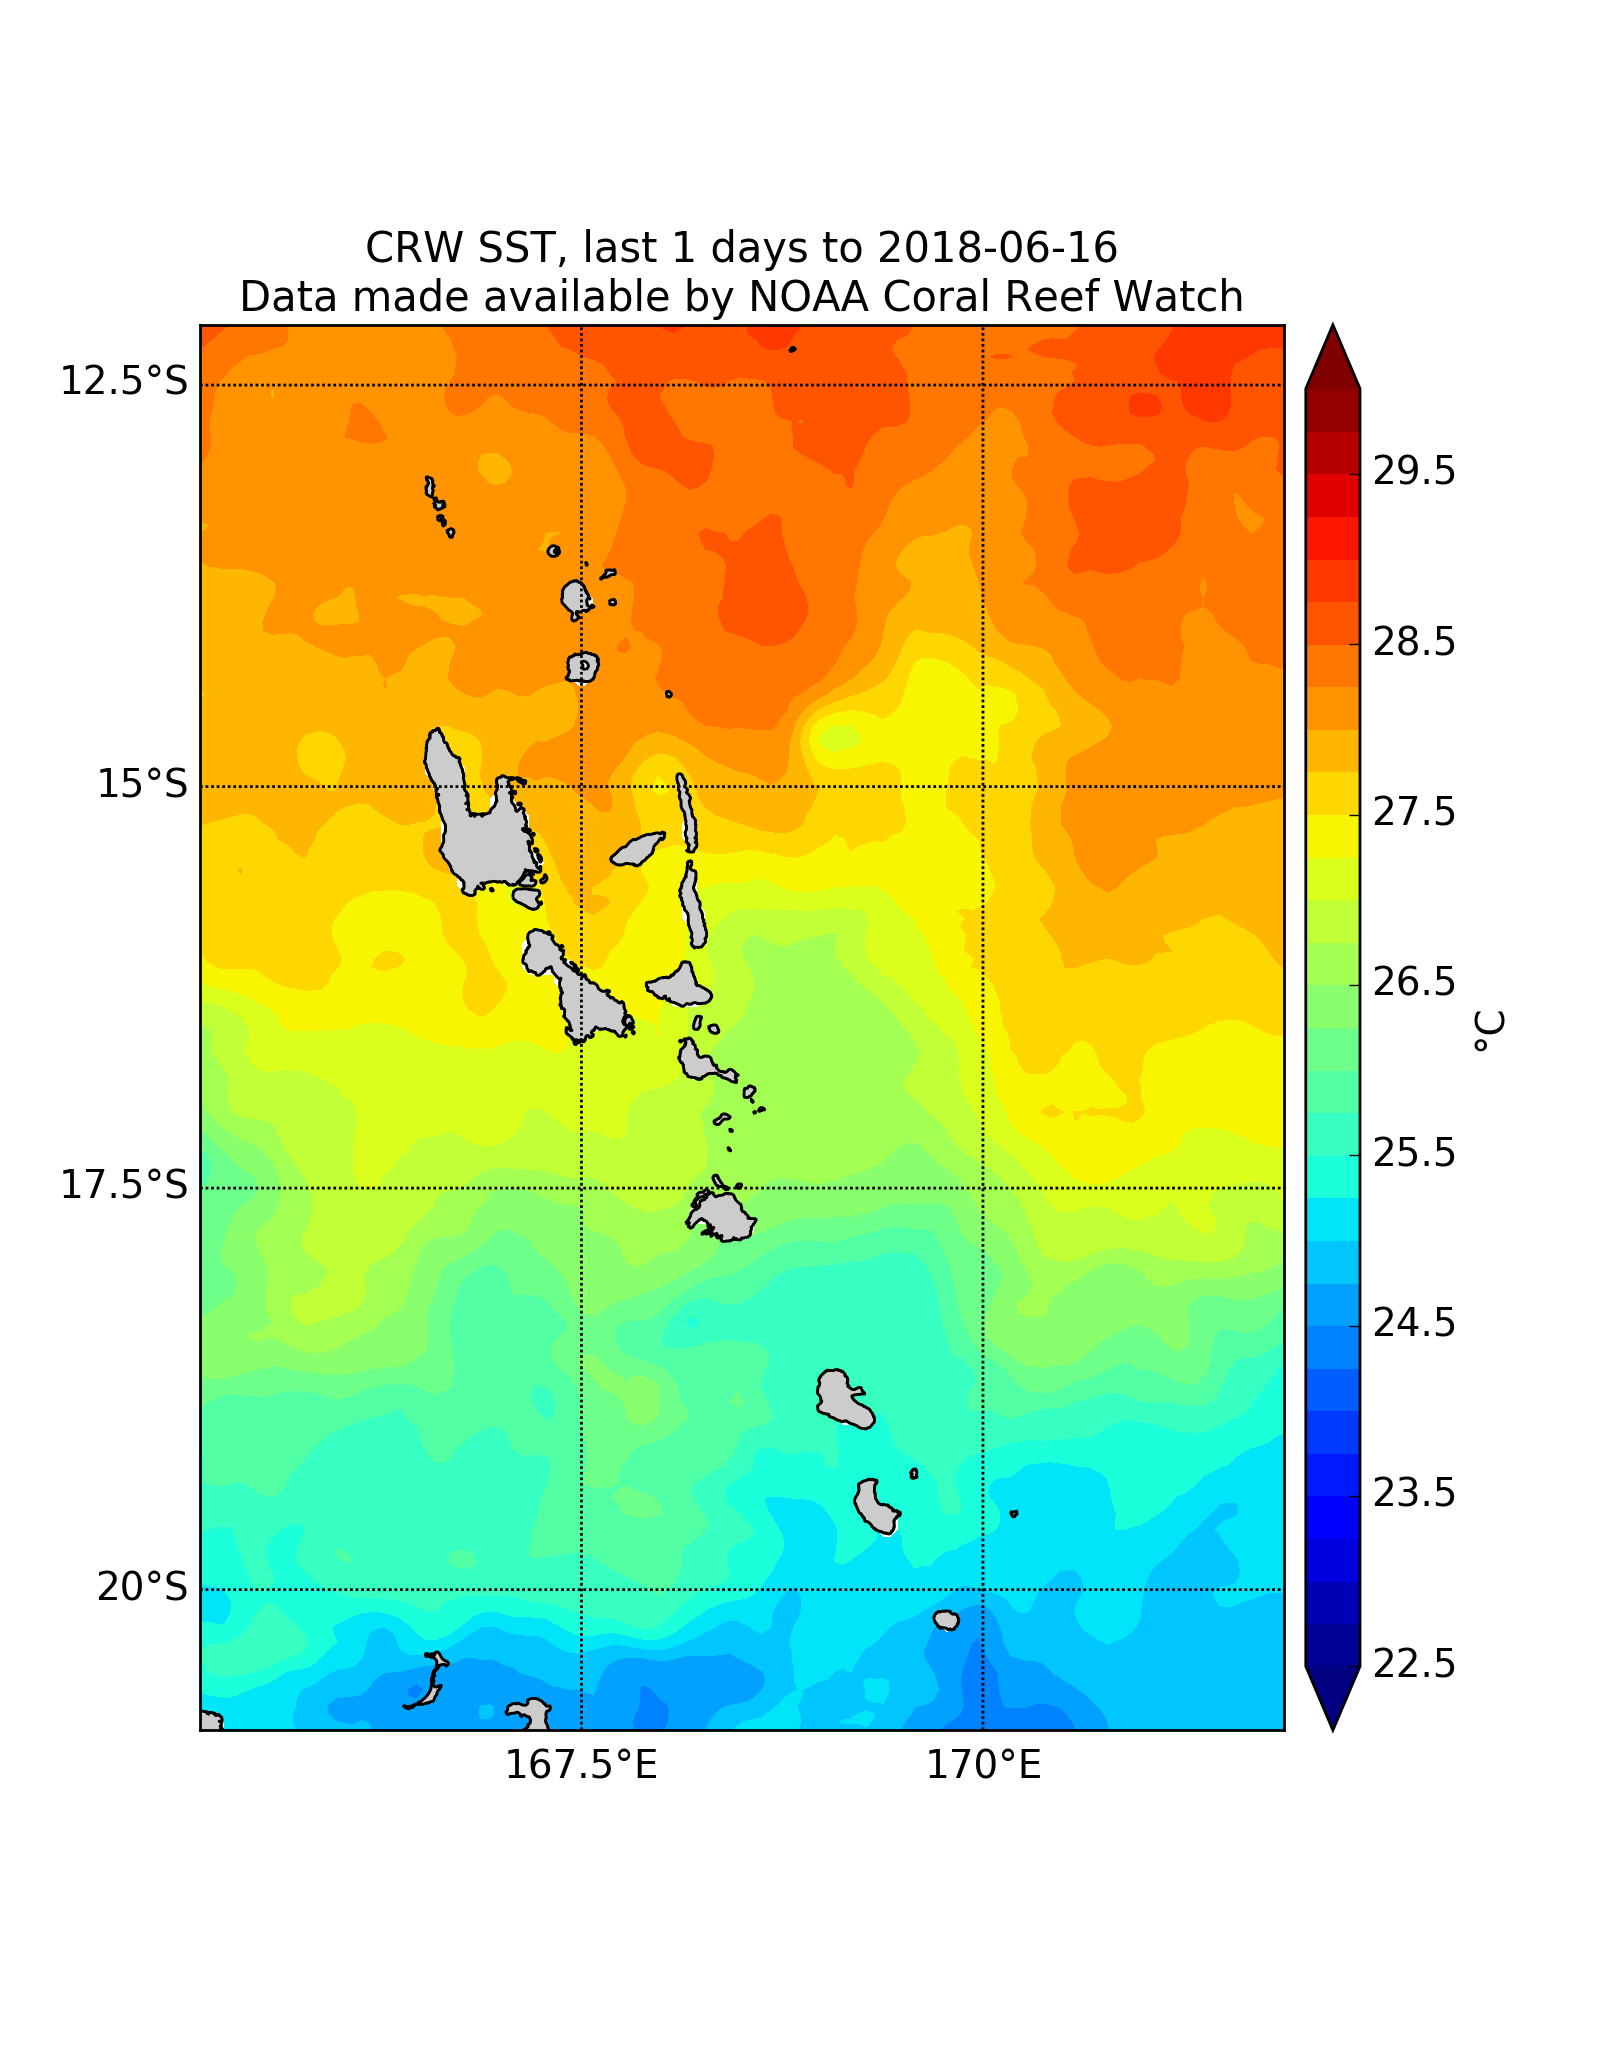 CRW SST, last 1 days to 2018-06-16
Data made available by NOAA Coral Reef Watch
12.5°S
15°S
17.5°S
20°S
167.5°E
170°E
29.5
28.5
27.5
26.5
25.5
24.5
23.5
22.5
°C